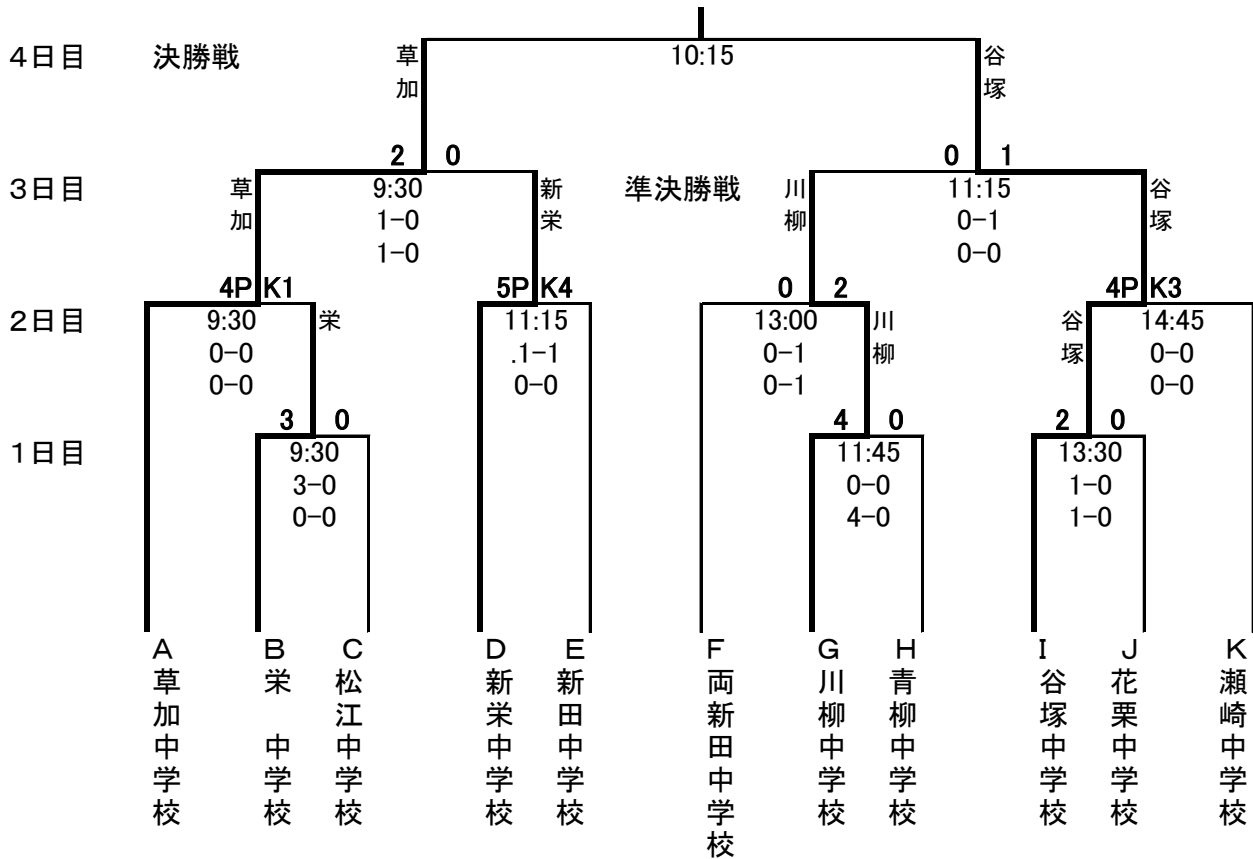 4日目 決勝戦 草加 10:15 谷塚
2 0 0 1
3日目 草加 9:30 新栄 準決勝戦 川柳 11:15 谷塚
1-0 0-1
1-0 0-0
4P K1 5P K4 0 2 4P K3
2日目 9:30 栄 11:15 13:00 川柳 谷塚 14:45
0-0 .1-1 0-1 0-0
0-0 0-0 0-1 0-0
3 0 4 0 2 0
1日目 9:30 11:45 13:30
3-0 0-0 1-0
0-0 4-0 1-0
A B C D E F G H I J K
草加中学校
栄 中学校
松江中学校
新栄中学校
新田中学校
両新田中学校
川柳中学校
青柳中学校
谷塚中学校
花栗中学校
瀬崎中学校